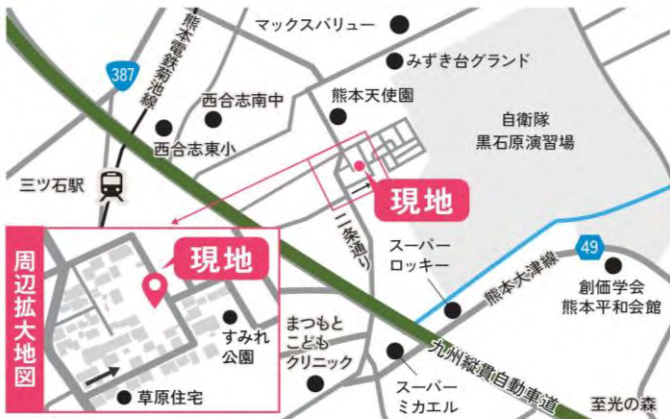 マックスバリュー
みずき台グランド
387
熊本電鉄菊池線
西合志南中
熊本天使園
自衛隊
黒石原演習場
西合志東小
三ツ石駅
現地
二条通り
スーパー
ロッキー
熊本大津線
49
創価学会
熊本平和会館
周辺拡大地図
現地
すみれ
公園
草原住宅
まつもと
こども
クリニック
スーパー
ミカエル
九州縦貫自動車道
至光の森